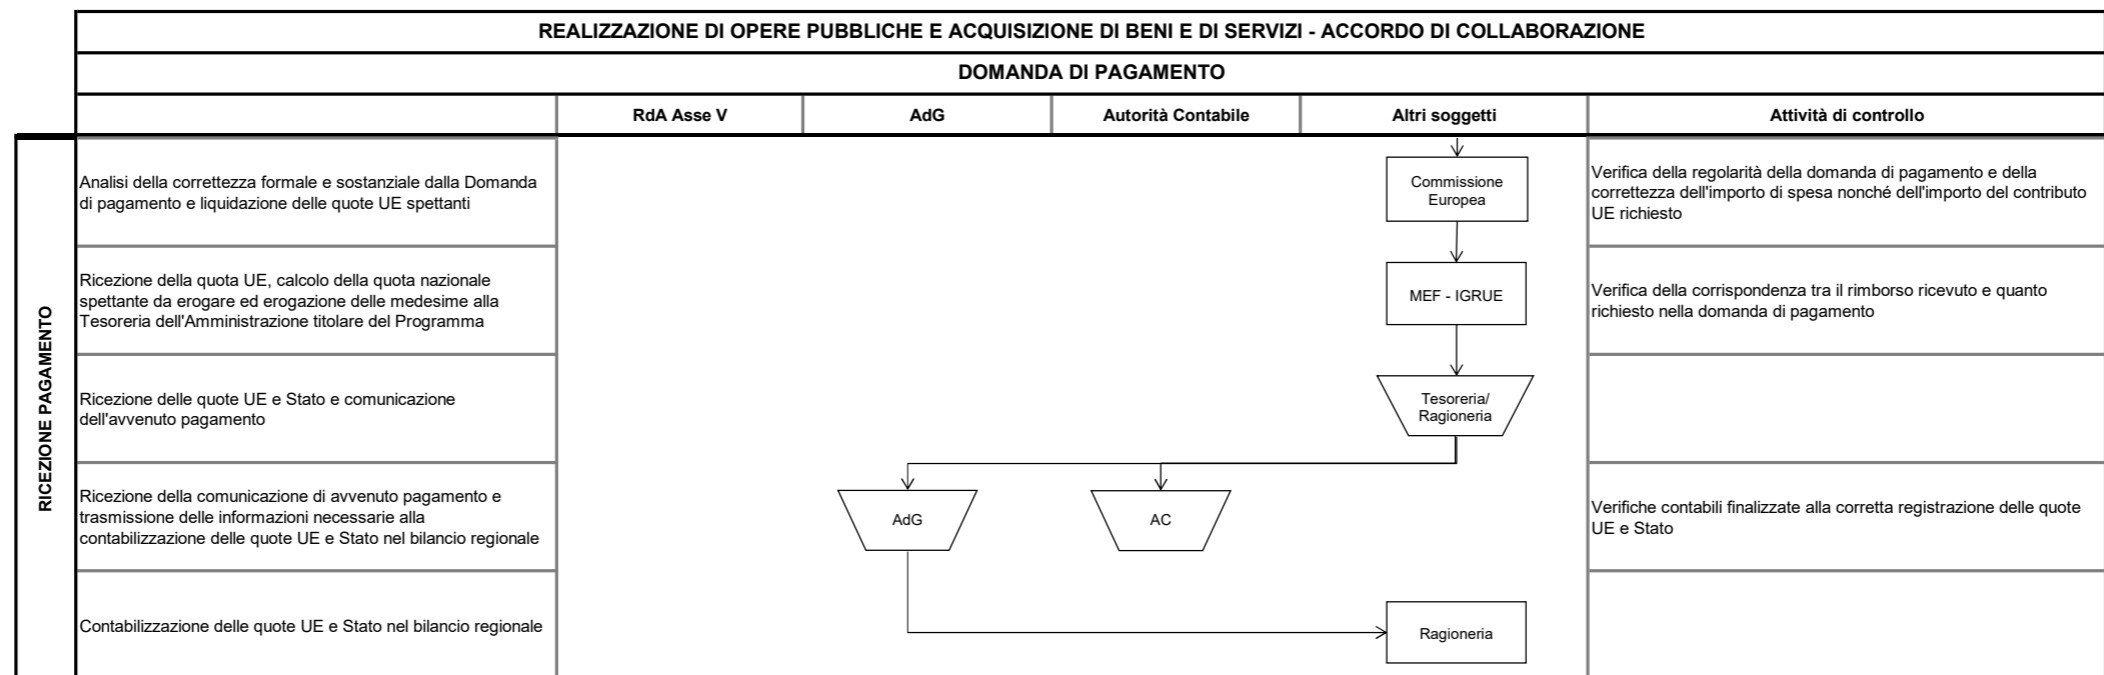 REALIZZAZIONE DI OPERE PUBBLICHE E ACQUISIZIONE DI BENI E DI SERVIZI - ACCORDO DI COLLABORAZIONE
DOMANDA DI PAGAMENTO
RdA Asse V
AdG
Autorità Contabile
Altri soggetti
Attività di controllo
RICEZIONE PAGAMENTO
Analisi della correttezza formale e sostanziale dalla Domanda
di pagamento e liquidazione delle quote UE spettanti
Commissione
Europea
Verifica della regolarità della domanda di pagamento e della
correttezza dell'importo di spesa nonché dell'importo del contributo
UE richiesto
Ricezione della quota UE, calcolo della quota nazionale
spettante da erogare ed erogazione delle medesime alla
Tesoreria dell'Amministrazione titolare del Programma
MEF - IGRUE
Verifica della corrispondenza tra il rimborso ricevuto e quanto
richiesto nella domanda di pagamento
Ricezione delle quote UE e Stato e comunicazione
dell'avvenuto pagamento
Tesoreria/
Ragioneria
Ricezione della comunicazione di avvenuto pagamento e
trasmissione delle informazioni necessarie alla
contabilizzazione delle quote UE e Stato nel bilancio regionale
AdG
AC
Verifiche contabili finalizzate alla corretta registrazione delle quote
UE e Stato
Contabilizzazione delle quote UE e Stato nel bilancio regionale
Ragioneria